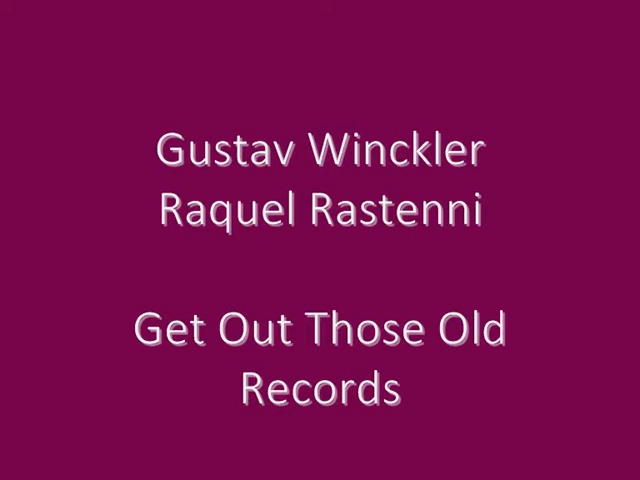 Gustav Winckler
Raquel Rastenni
Get Out Those Old
Records